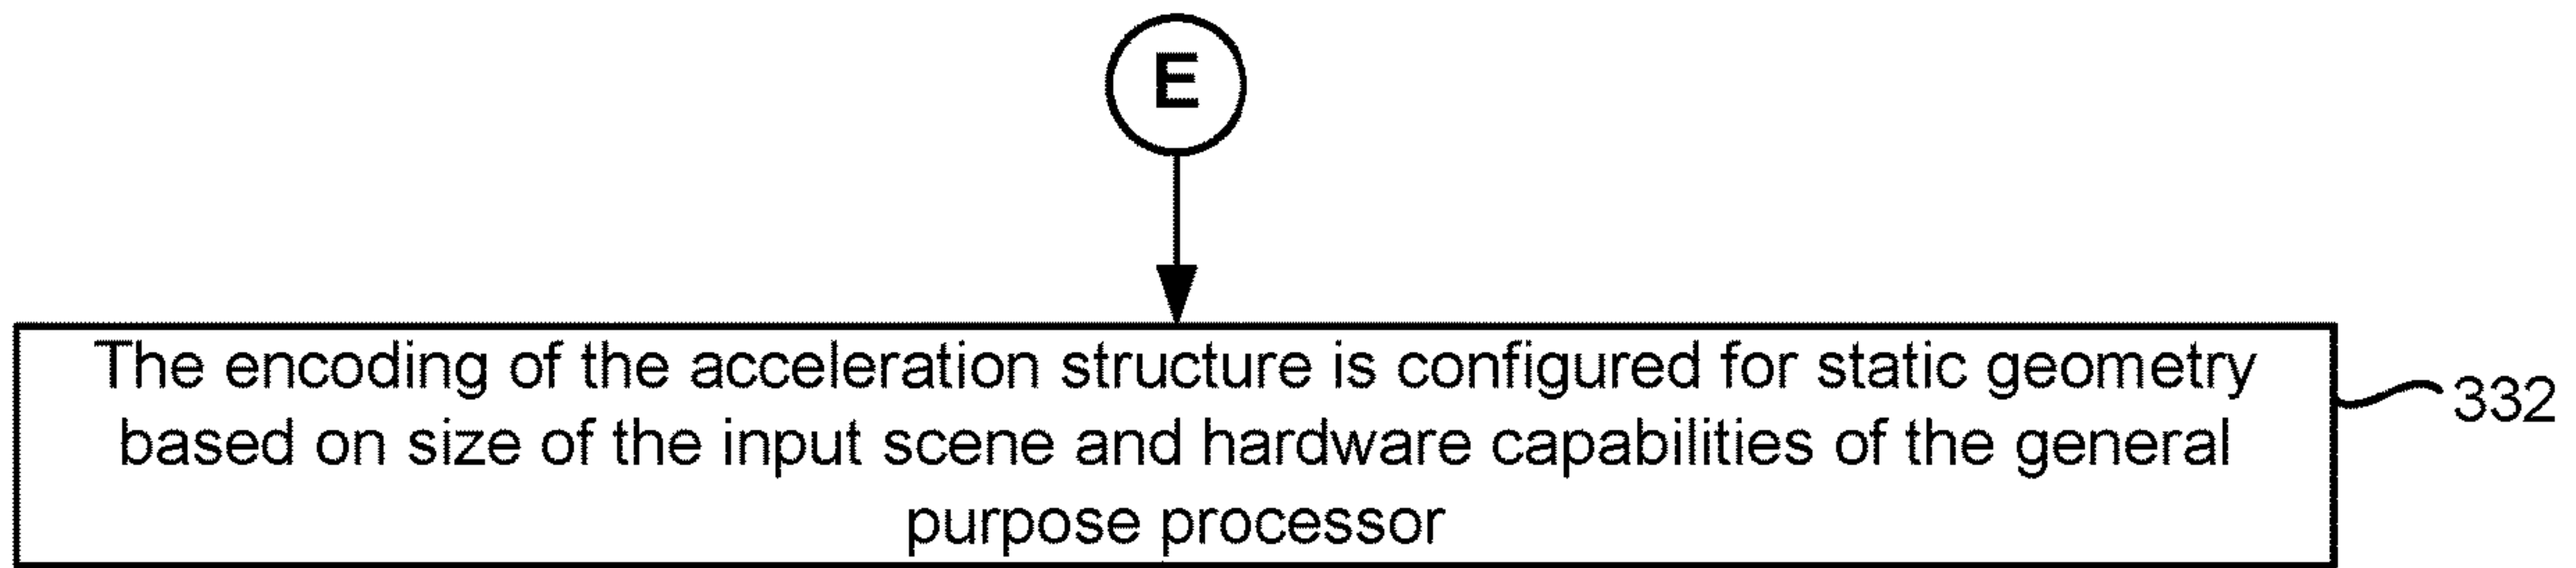 E
The encoding of the acceleration structure is configured for static geometry
based on size of the input scene and hardware capabilities of the general
purpose processor
332